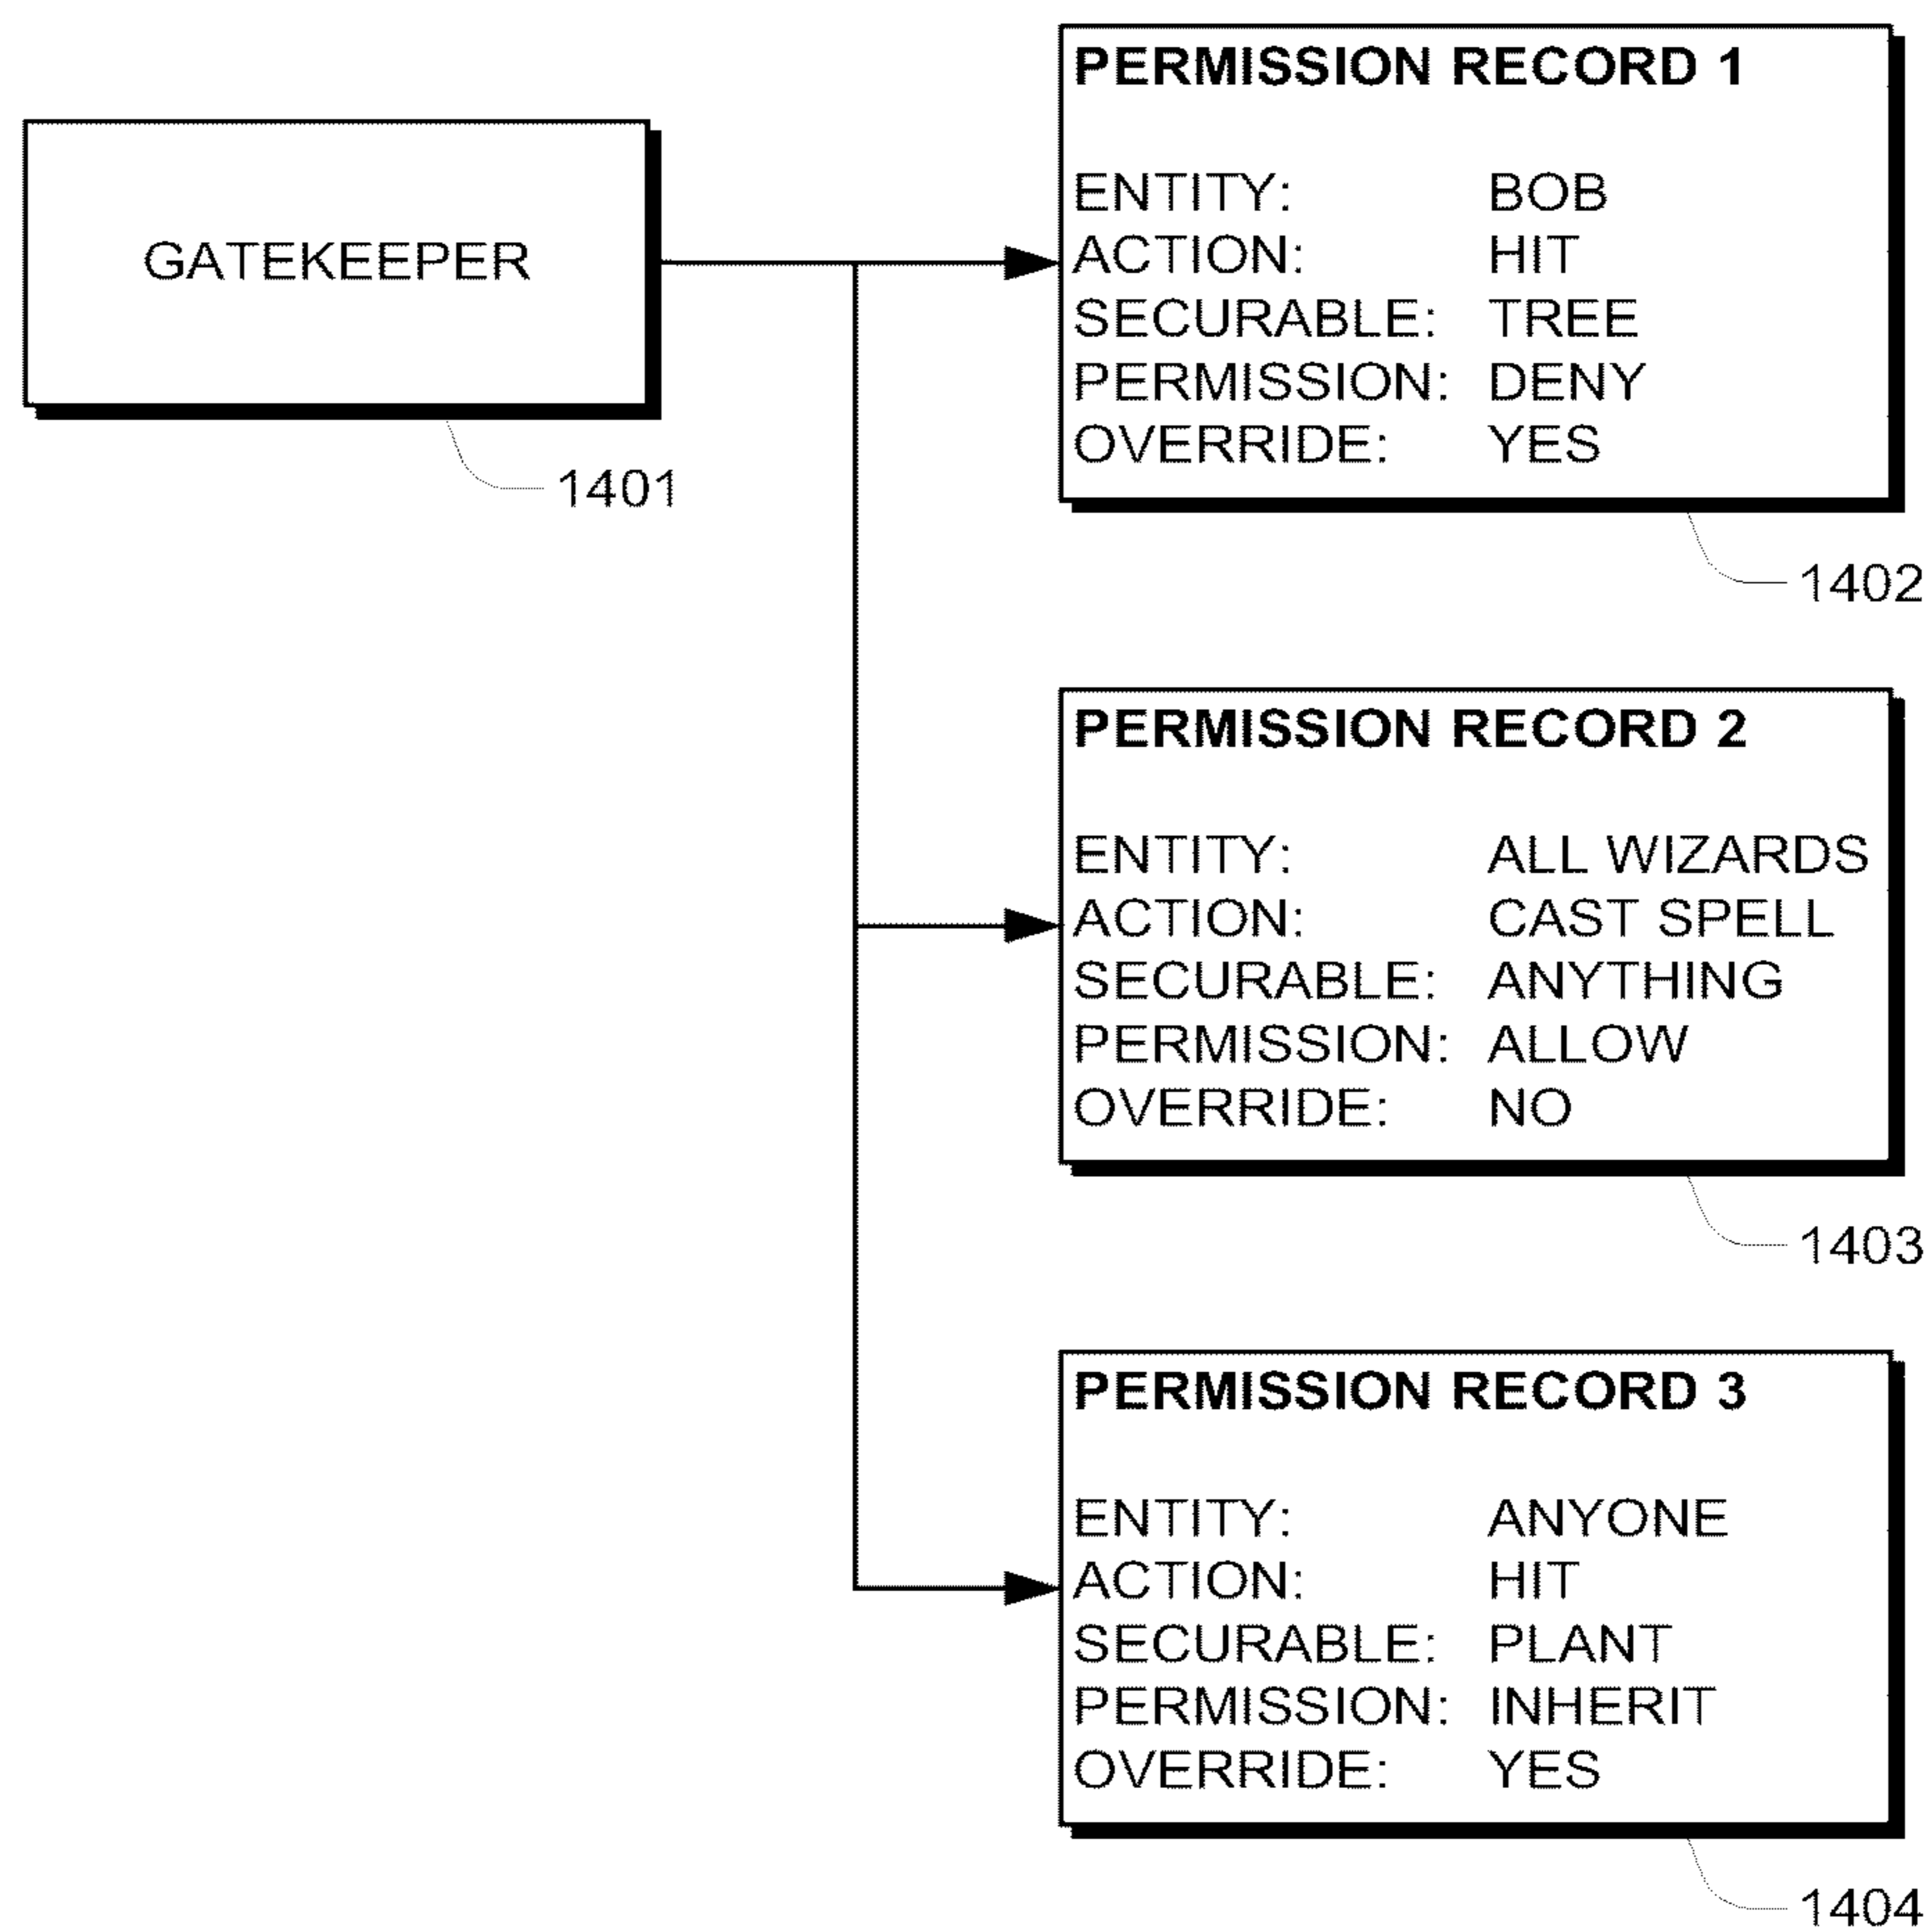 GATEKEEPER
1401
PERMISSION RECORD 1
ENTITY: BOB
ACTION: HIT
SECURABLE: TREE
PERMISSION: DENY
OVERRIDE: YES
1402
PERMISSION RECORD 2
ENTITY: ALL WIZARDS
ACTION: CAST SPELL
SECURABLE: ANYTHING
PERMISSION: ALLOW
OVERRIDE: NO
1403
PERMISSION RECORD 3
ENTITY: ANYONE
ACTION: HIT
SECURABLE: PLANT
PERMISSION: INHERIT
OVERRIDE: YES
1404